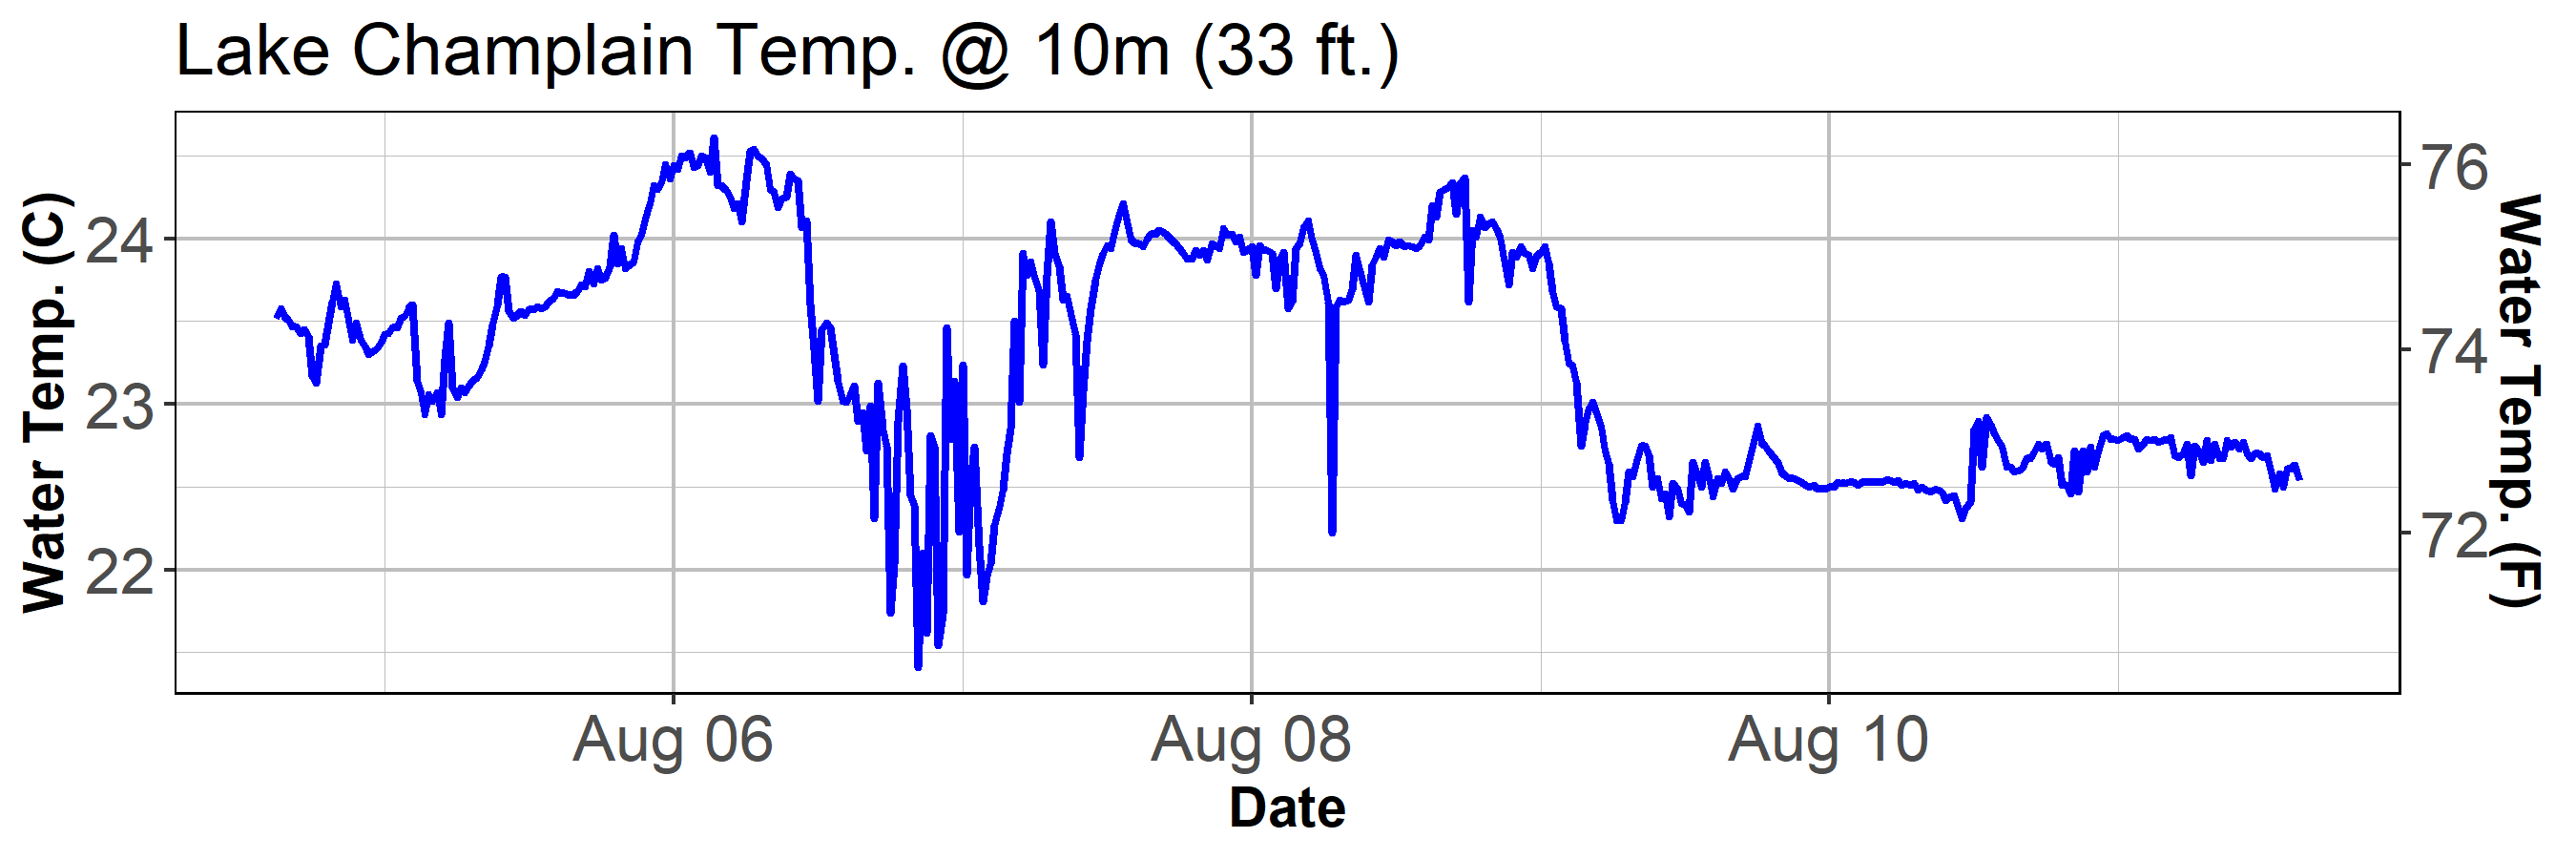 Lake Champlain Temp. @ 10m (33 ft.)
Water Temp. (C)
24
23
22
76
74
72
Water Temp. (F)
Aug 06
Aug 08
Aug 10
Date